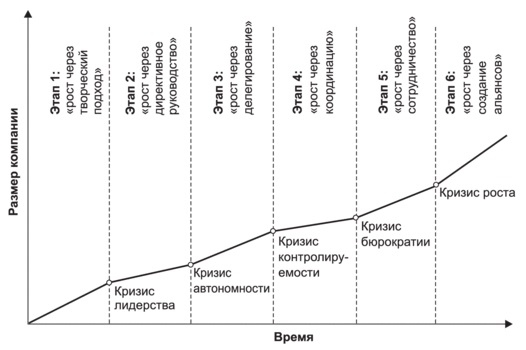 Этап 1:
«рост через
творческий
подход»
Этап 2:
«рост через
директивное
руководство»
Этап 3:
«рост через
делегирование»
Этап 4:
«рост через
координацию»
Этап 5:
«рост через
сотрудничество»
Этап 6:
«рост через
создание
альянсов»
Размер компании
Кризис
лидерства
Кризис
автономности
Кризис
контролиру-
емости
Кризис
бюрократии
Кризис роста
Время